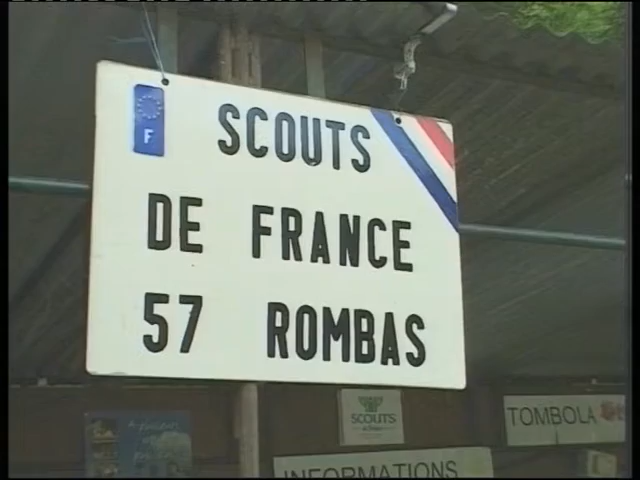 F
SCOUTS
DE FRANCE
57 ROMBAS
SCOUTS
TOMBOLA
INFORMATIONS